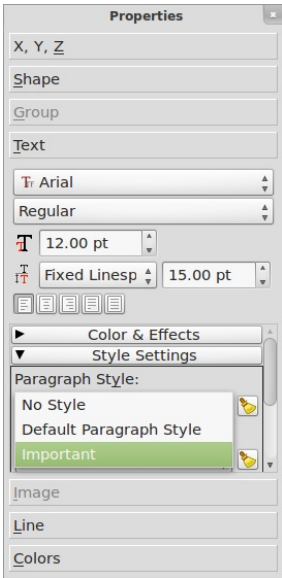 Properties
X, Y, Z
Shape
Group
Text
Arial
Regular
12.00 pt
Fixed Linesp 15.00 pt
Color & Effects
Style Settings
Paragraph Style:
No Style
Default Paragraph Style
Important
Image
Line
Colors